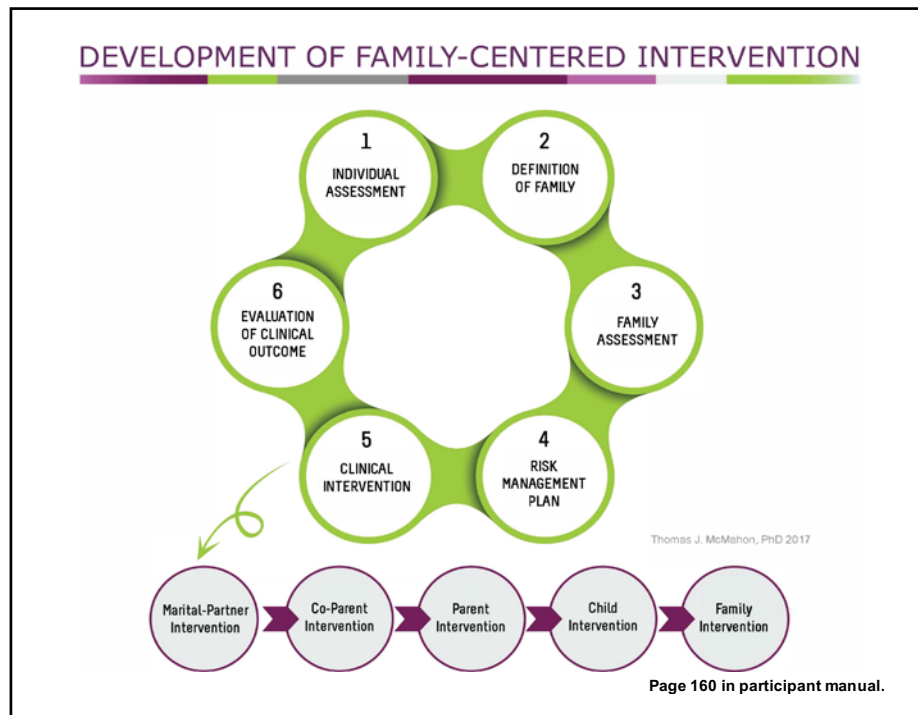 DEVELOPMENT OF FAMILY-CENTERED INTERVENTION
1
INDIVIDUAL
ASSESSMENT
2
DEFINITION
OF FAMILY
3
FAMILY
ASSESSMENT
4
RISK
MANAGEMENT
PLAN
5
CLINICAL
INTERVENTION
6
EVALUATION
OF CLINICAL
OUTCOME
Thomas J. McMahon, PhD 2017
Marital-Partner
Intervention
Co-Parent
Intervention
Parent
Intervention
Child
Intervention
Family
Intervention
Page 160 in participant manual.